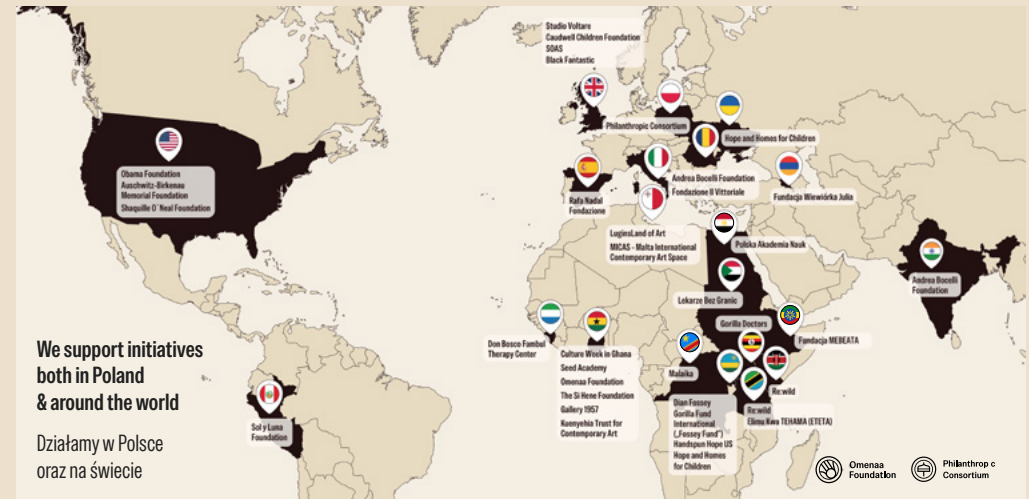 Studio Voltare
Caudwell Children Foundation
SOAS
Black Fantastic
Philanthropic Consortium
Hope and Homes for Children
Obama Foundation
Auschwitz-Birkenau
Memorial Foundation
Shaquille O`Neal Foundation
Rafa Nadal
Fondazione
Andrea Bocelli Foundation
Fondazione Il Vittoriale
Fundacja Wiewiórka Julia
LuginsLand of Art
MICAS - Malta International
Contemporary Art Space
Polska Akademia Nauk
Andrea Bocelli
Foundation
Lekarze Bez Granic
Gorilla Doctors
Fundacja MEBEATA
Don Bosco Fambul
Therapy Center
Culture Week in Ghana
Seed Academy
Omenaa Foundation
The Si Hene Foundation
Gallery 1957
Kuenyehia Trust for
Contemporary Art
Malaika
Re:wild
Dian Fossey
Gorilla Fund
International
(„Fossey Fund")
Handspun Hope US
Hope and Homes
for Children
Re:wild
Elimu Kwa TEHAMA (ETETA)
Sol y Luna
Foundation
We support initiatives
both in Poland
& around the world
Działamy w Polsce
oraz na świecie
Omenaa
Foundation
Philanthrop c
Consortium